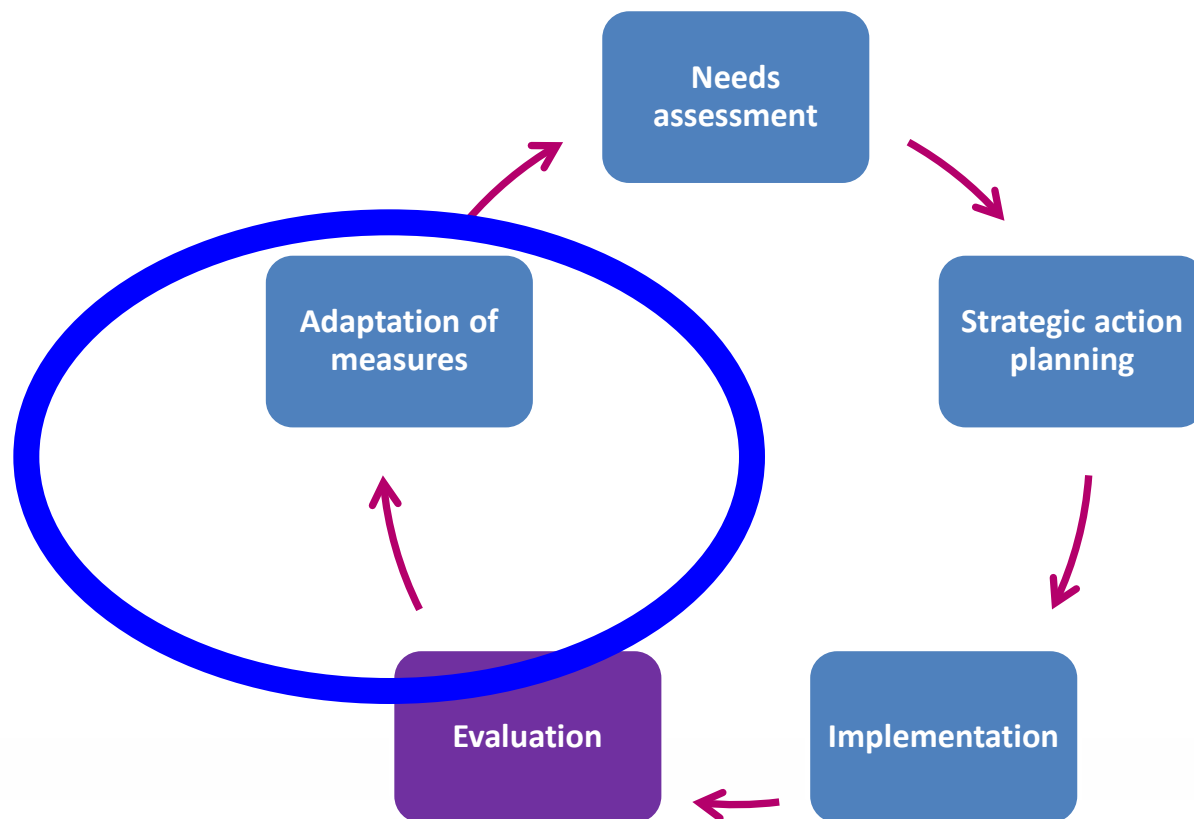 Needs
assessment
Adaptation of
measures
Strategic action
planning
Evaluation
Implementation